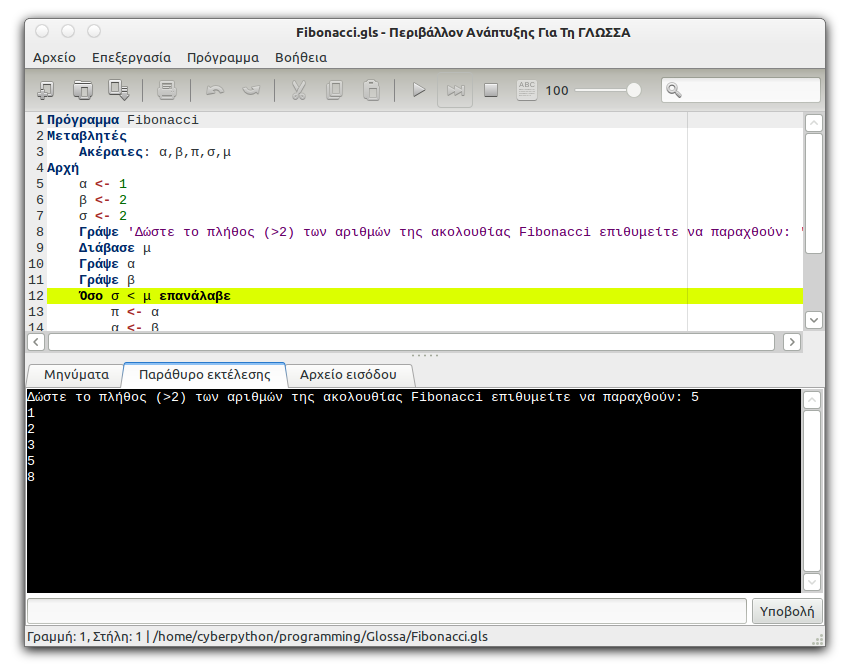 Fibonacci.gls - Περιβάλλον Ανάπτυξης Για Τη ΓΛΩΣΣΑ
Αρχείο Επεξεργασία Πρόγραμμα Βοήθεια
ABC 100
1 Πρόγραμμα Fibonacci
2 Μεταβλητές
3 Ακέραιες: α,β,π,σ,μ
4 Αρχή
5 α <- 1
6 β <- 2
7 σ <- 2
8 Γράψε 'Δώστε το πλήθος (>2) των αριθμών της ακολουθίας Fibonacci επιθυμείτε να παραχθούν: '
9 Διάβασε μ
10 Γράψε α
11 Γράψε β
12 Όσο σ < μ επανάλαβε
13 π <- α
14 α <- β
Μηνύματα Παράθυρο εκτέλεσης Αρχείο εισόδου
Δώστε το πλήθος (>2) των αριθμών της ακολουθίας Fibonacci επιθυμείτε να παραχθούν: 5
1
2
3
5
8
Υποβολή
Γραμμή: 1, Στήλη: 1 | /home/cyberpython/programming/Glossa/Fibonacci.gls